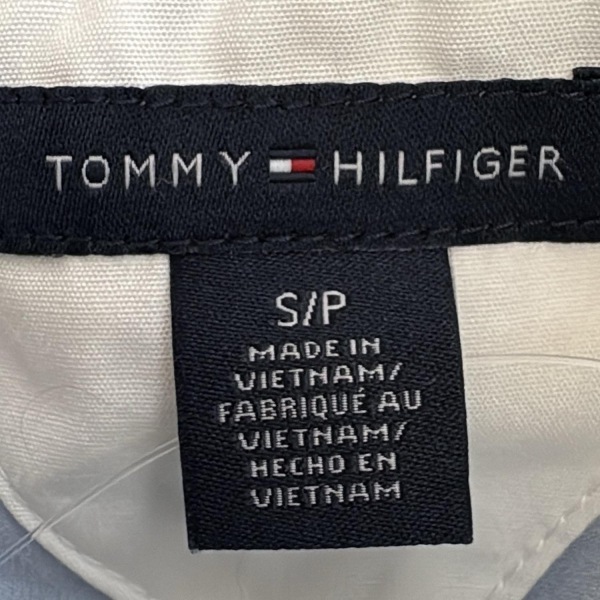 TOMMY HILFIGER
S/P
MADE IN
VIETNAM/
FABRIQUÉ AU
VIETNAM/
HECHO EN
VIETNAM